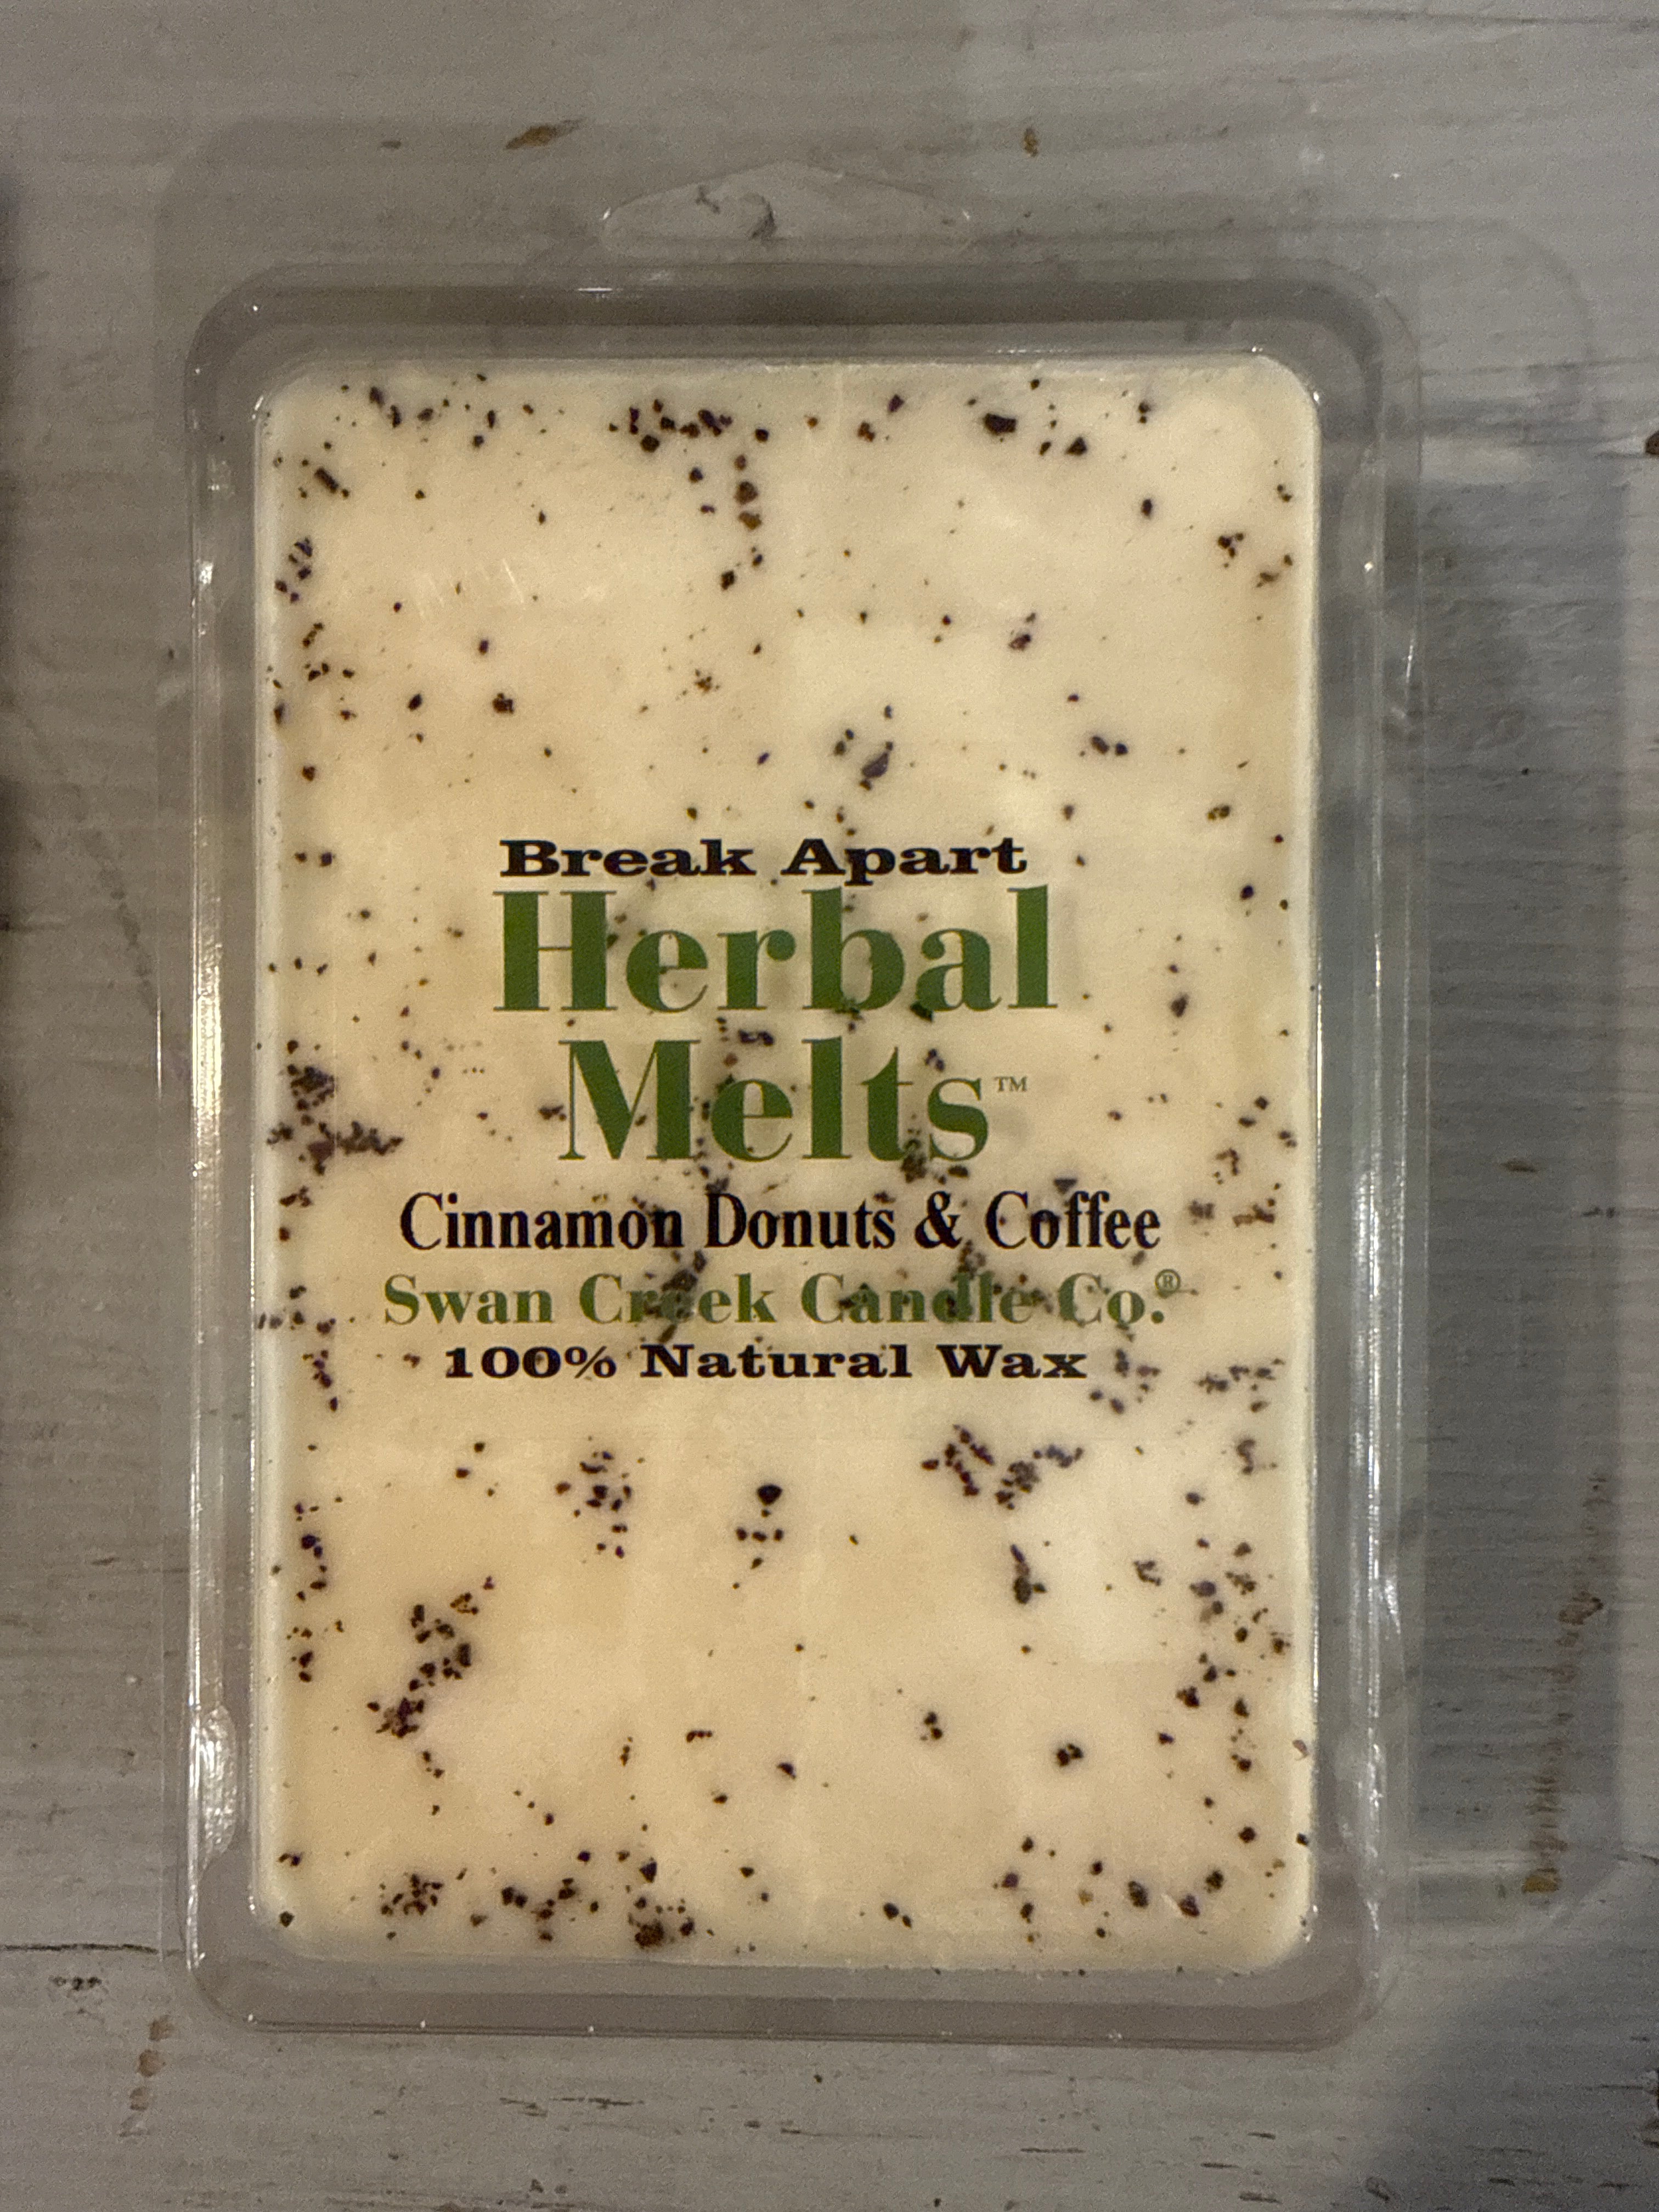 Break Apart
Herbal
Melts™
Cinnamon Donuts & Coffee
Swan Creek Candle Co.®
100% Natural Wax